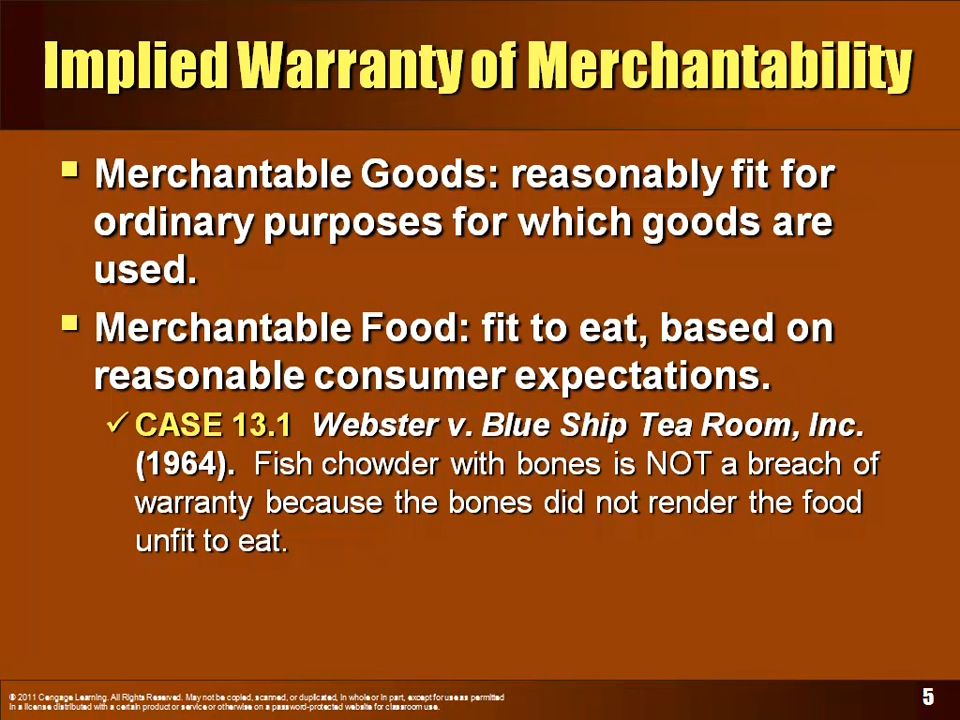 Implied Warranty of Merchantability
Merchantable Goods: reasonably fit for
ordinary purposes for which goods are
used.
Merchantable Food: fit to eat, based on
reasonable consumer expectations.
CASE 13.1 Webster v. Blue Ship Tea Room, Inc.
(1964). Fish chowder with bones is NOT a breach of
warranty because the bones did not render the food
unfit to eat.
® 2011 Cengage Learning. All Rights Reserved. May not be copied, scanned, or duplicated, in whole or in part, except for use as permitted
in a license distributed with a certain product or service or otherwise on a password-protected website for classroom use.
5